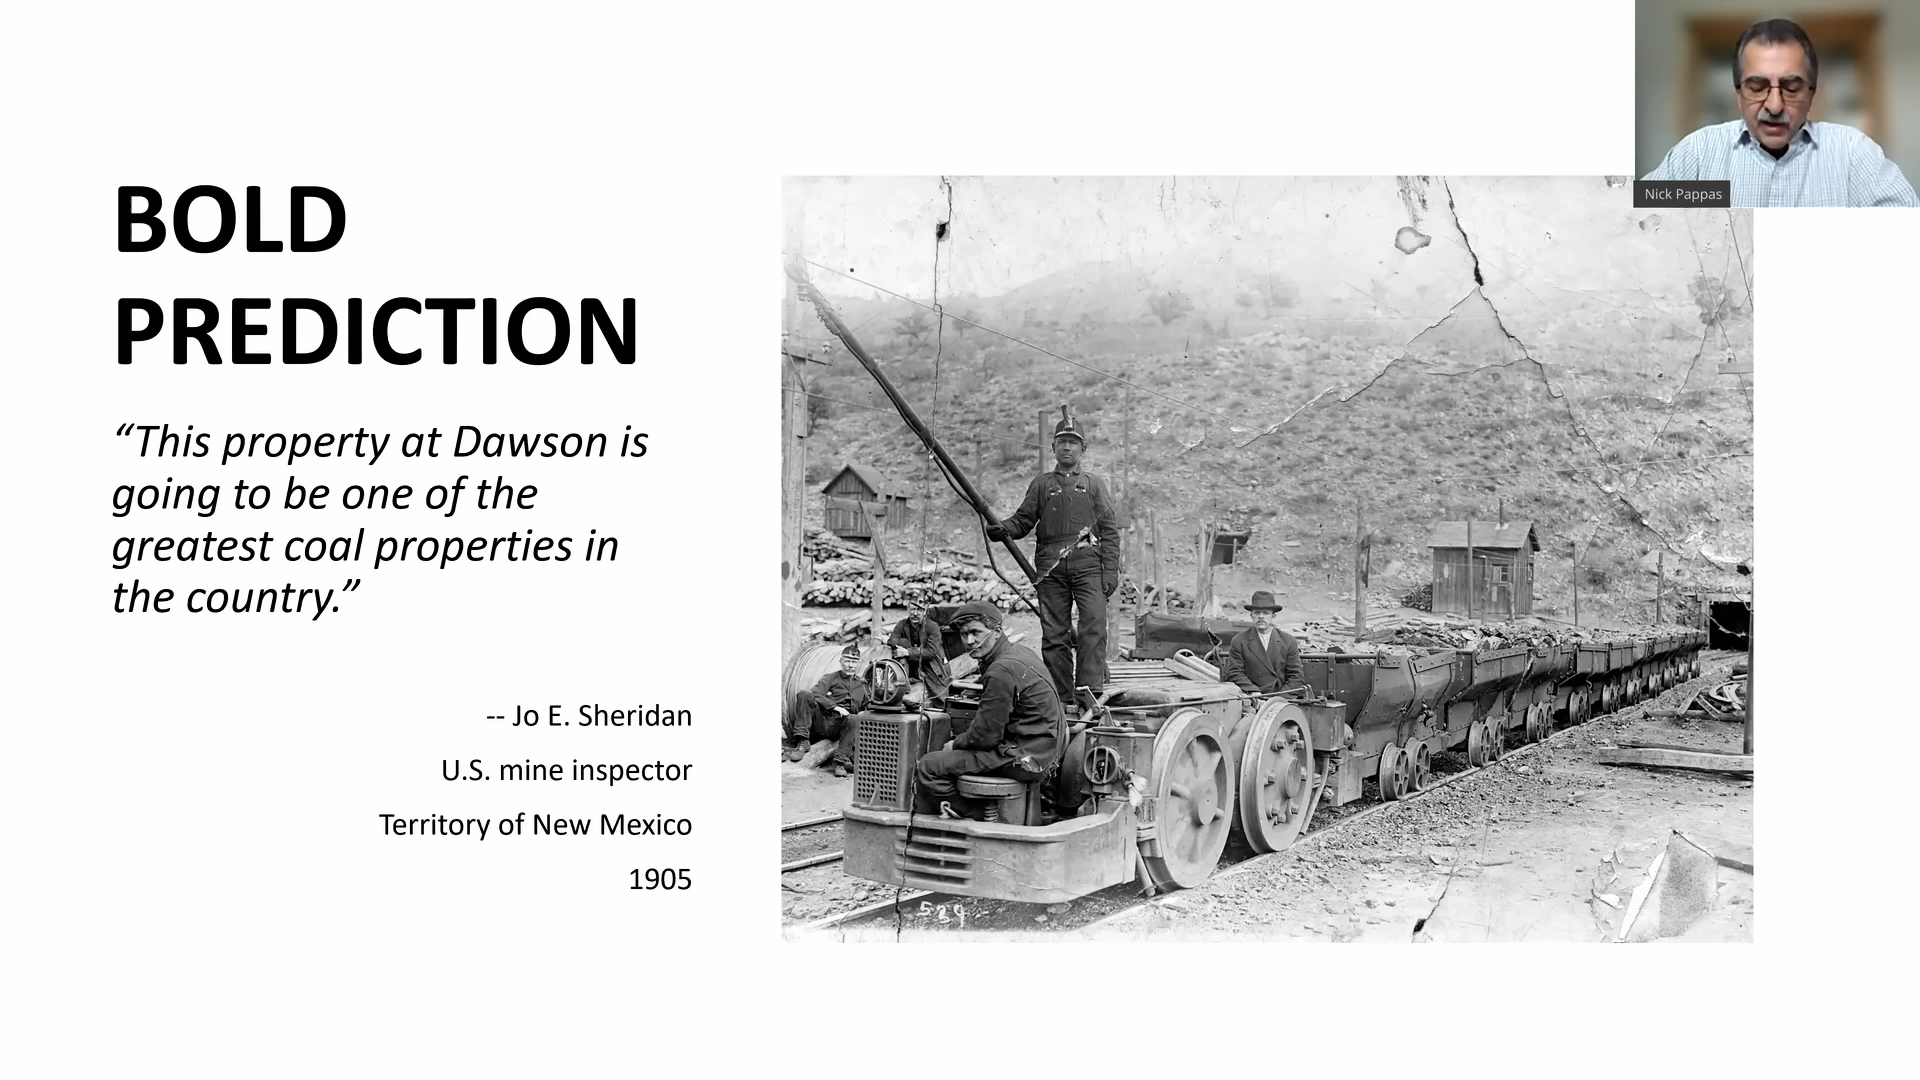 BOLD
PREDICTION
“This property at Dawson is
going to be one of the
greatest coal properties in
the country.”
-- Jo E. Sheridan
U.S. mine inspector
Territory of New Mexico
1905
Nick Pappas